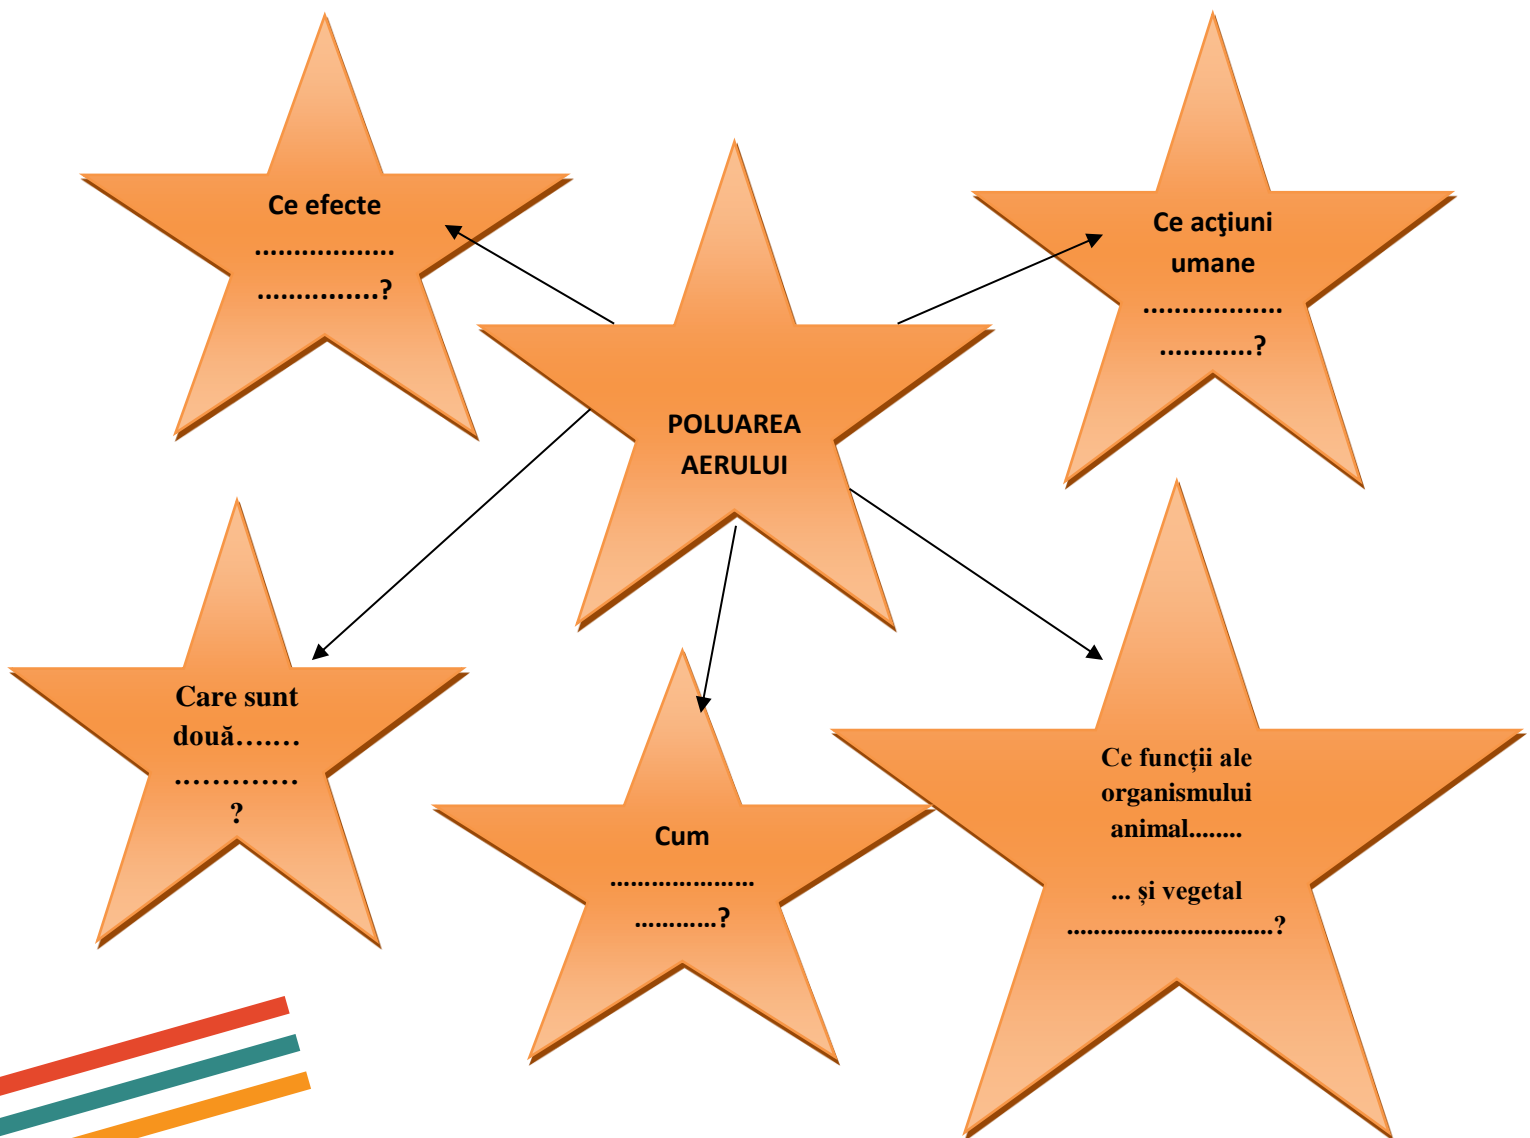 Ce efecte
..................
................?
Ce acţiuni
umane
..................
............?
POLUAREA
AERULUI
Care sunt
două…….
………….
?
Cum
…………………
…………?
Ce funcții ale
organismului
animal........
... și vegetal
...............................?